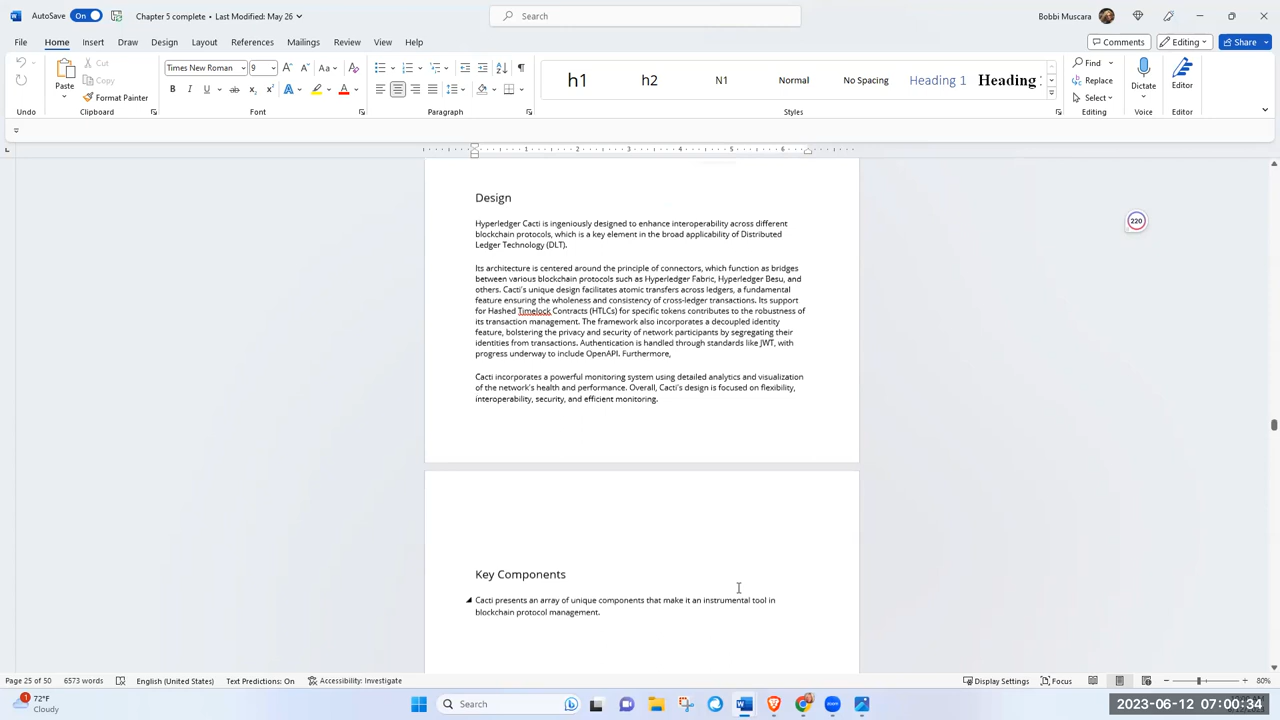 AutoSave On Chapter 5 complete • Last Modified: May 26 Search Bobbi Muscara
File Home Insert Draw Design Layout References Mailings Review View Help Comments Editing Share
Paste Cut Copy Format Painter Times New Roman 9 h1 h2 N1 Normal No Spacing Heading 1 Heading Find Replace Select Dictate Editor
Undo Clipboard Font Paragraph Styles Editing Voice Editor
1 2 3 4 5 6
Design
220
Hyperledger Cacti is ingeniously designed to enhance interoperability across different
blockchain protocols, which is a key element in the broad applicability of Distributed
Ledger Technology (DLT).
Its architecture is centered around the principle of connectors, which function as bridges
between various blockchain protocols such as Hyperledger Fabric, Hyperledger Besu, and
others. Cacti's unique design facilitates atomic transfers across ledgers, a fundamental
feature ensuring the wholeness and consistency of cross-ledger transactions. Its support
for Hashed Timelock Contracts (HTLCs) for specific tokens contributes to the robustness of
its transaction management. The framework also incorporates a decoupled identity
feature, bolstering the privacy and security of network participants by segregating their
identities from transactions. Authentication is handled through standards like JWT, with
progress underway to include OpenAPI. Furthermore,
Cacti incorporates a powerful monitoring system using detailed analytics and visualization
of the network's health and performance. Overall, Cacti's design is focused on flexibility,
interoperability, security, and efficient monitoring.
Key Components
Cacti presents an array of unique components that make it an instrumental tool in
blockchain protocol management.
Page 25 of 50 6573 words English (United States) Text Predictions: On Accessibility: Investigate Display Settings Focus 80%
1 72°F
Cloudy
Search
2023-06-12 07:00:34